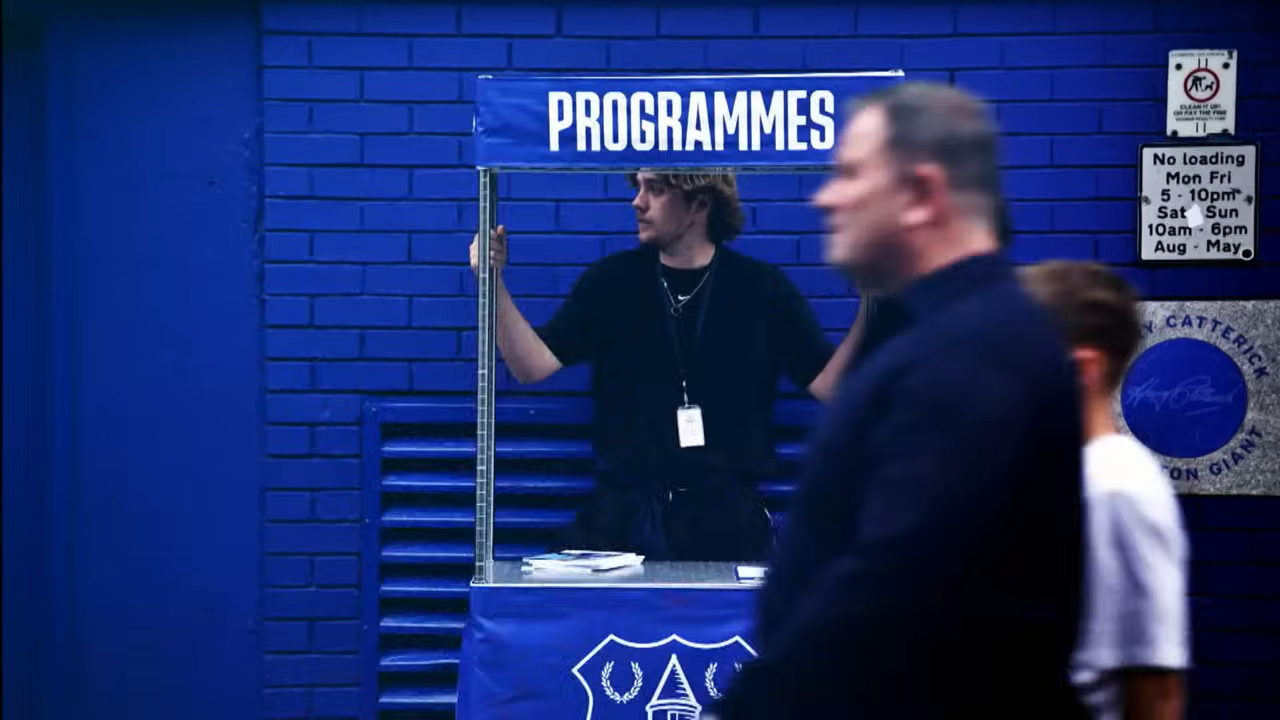 PROGRAMMES
CLEAN IT UP!
OR PAY THE FINE
No loading
Mon Fri
5 - 10pm
Sat - Sun
10am - 6pm
Aug - May
Y CATTERICK
TON GIANT